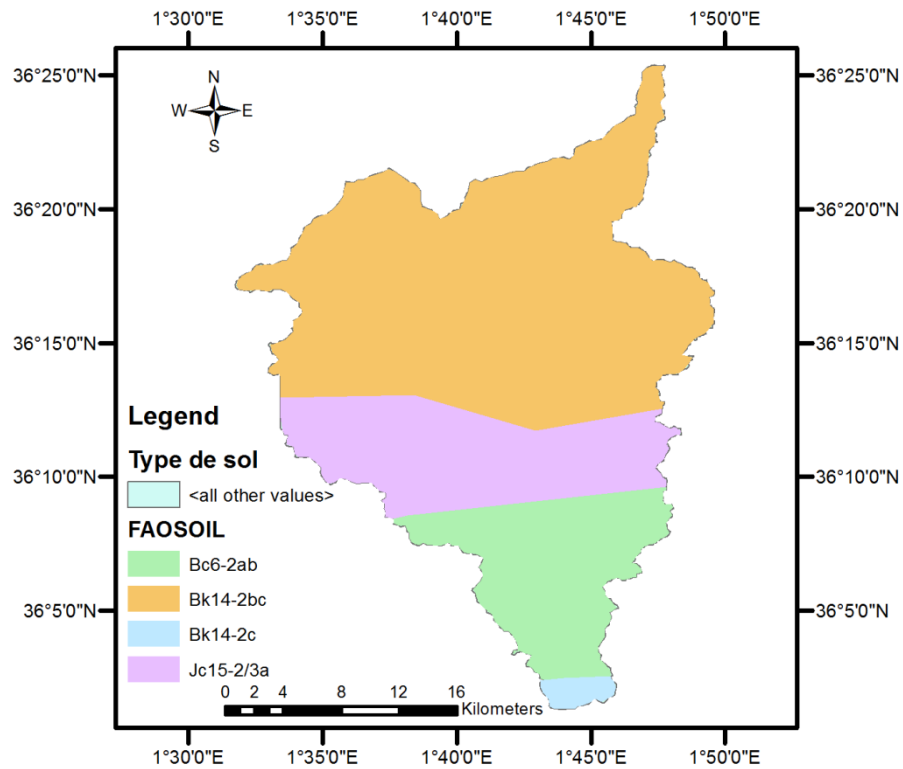 1°30'0"E 1°35'0"E 1°40'0"E 1°45'0"E 1°50'0"E
36°25'0"N 36°25'0"N
N
W E
S
36°20'0"N 36°20'0"N
36°15'0"N 36°15'0"N
Legend
Type de sol
36°10'0"N 36°10'0"N
<all other values>
FAOSOIL
Bc6-2ab
Bk14-2bc
36°5'0"N 36°5'0"N
Bk14-2c
Jc15-2/3a
0 2 4 8 12 16
Kilometers
1°30'0"E 1°35'0"E 1°40'0"E 1°45'0"E 1°50'0"E